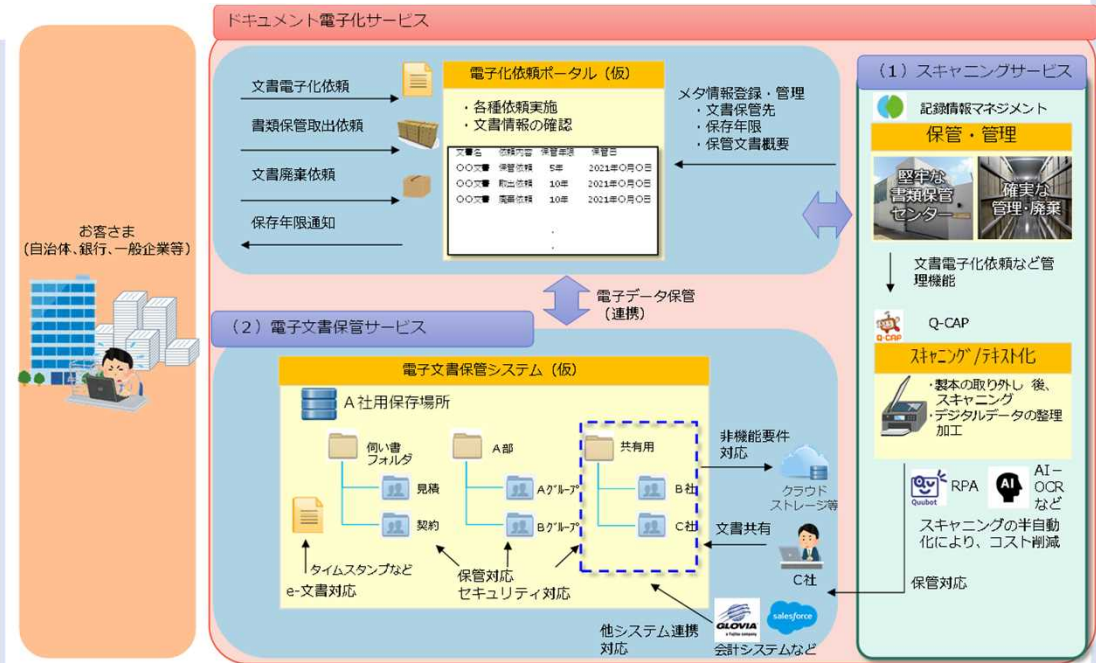 ドキュメント電子化サービス
お客さま
(自治体、銀行、一般企業等)
文書電子化依頼
書類保管取出依頼
文書廃棄依頼
保存年限通知
電子化依頼ポータル（仮）
・各種依頼実施
・文書情報の確認
文書名 依頼内容 保管年限 保管日
〇〇文書 保管依頼 5年 2021年〇月〇日
〇〇文書 取出依頼 10年 2021年〇月〇日
〇〇文書 廃棄依頼 10年 2021年〇月〇日
.
.
メタ情報登録・管理
・文書保管先
・保存年限
・保管文書概要
電子データ保管
（連携）
（1）スキャニングサービス
記録情報マネジメント
保管・管理
堅牢な
書類保管
センター
確実な
管理・廃棄
文書電子化依頼など管
理機能
Q-CAP
Q-CAP
スキャニング/テキスト化
・製本の取り外し 後、
スキャニング
・デジタルデータの整理
加工
Quubot
RPA
AI
AI－
OCR
など
スキャニングの半自動
化により、コスト削減
保管対応
（2）電子文書保管サービス
電子文書保管システム（仮）
A社用保存場所
伺い書
フォルダ
見積
契約
A部
Aグループ
Bグループ
共有用
B社
C社
タイムスタンプなど
e-文書対応
保管対応
セキュリティ対応
非機能要件
対応
クラウド
ストレージ等
文書共有
C社
他システム連携
対応
GLOVIA
salesforce
会計システムなど